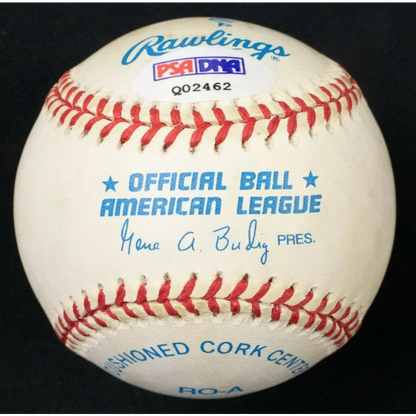 Rawlings®
PSA/DNA
Q02462
★ OFFICIAL BALL ★
AMERICAN LEAGUE
Gene A. Budig PRES.
CUSHIONED CORK CENTER
RO-A